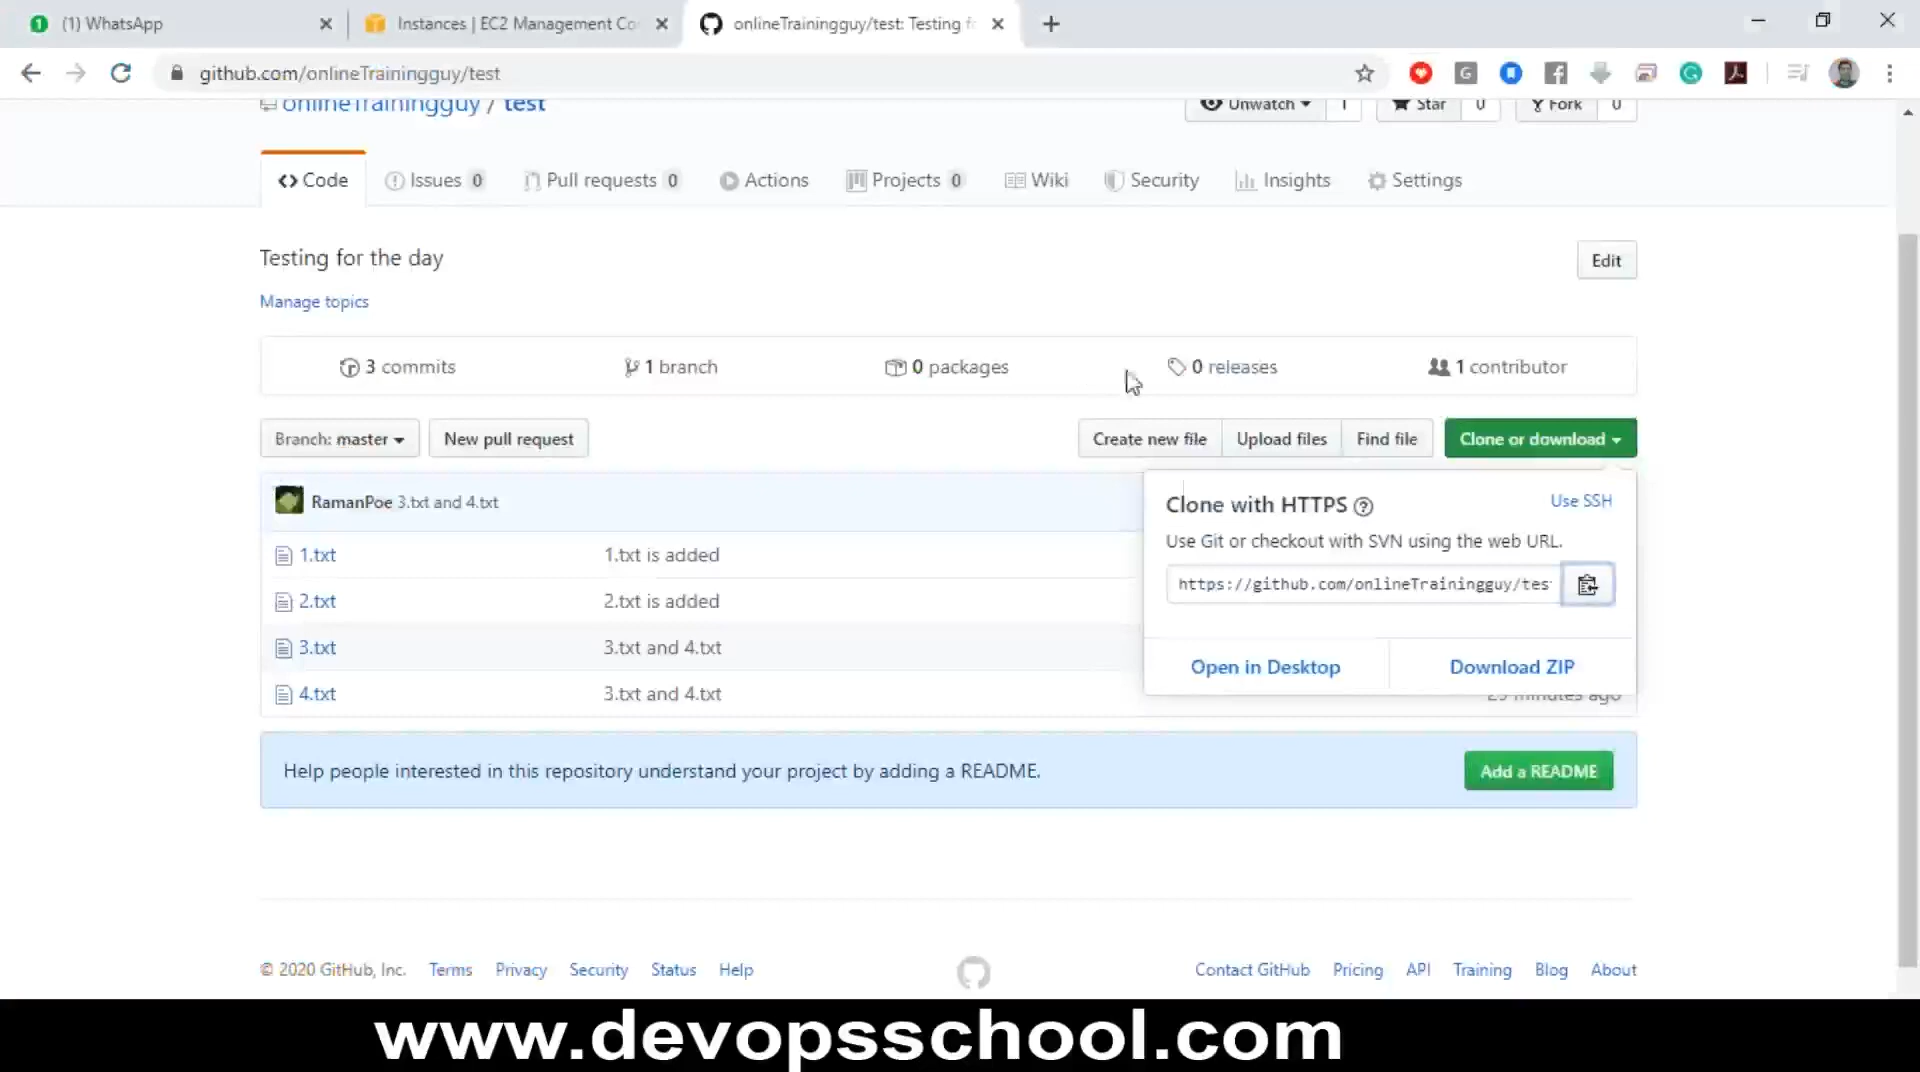 1 (1) WhatsApp
Instances | EC2 Management Co
onlineTrainingguy/test: Testing f
github.com/onlineTrainingguy/test
onlineTrainingguy / test
Unwatch 1 Star 0 Fork 0
Code Issues 0 Pull requests 0 Actions Projects 0 Wiki Security Insights Settings
Testing for the day
Edit
Manage topics
3 commits 1 branch 0 packages 0 releases 1 contributor
Branch: master New pull request Create new file Upload files Find file Clone or download
RamanPoe 3.txt and 4.txt
Clone with HTTPS ? Use SSH
Use Git or checkout with SVN using the web URL.
1.txt 1.txt is added
https://github.com/onlineTrainingguy/tes
2.txt 2.txt is added
3.txt 3.txt and 4.txt
Open in Desktop Download ZIP
4.txt 3.txt and 4.txt minutes ago
Help people interested in this repository understand your project by adding a README.
Add a README
© 2020 GitHub, Inc. Terms Privacy Security Status Help Contact GitHub Pricing API Training Blog About
www.devopsschool.com